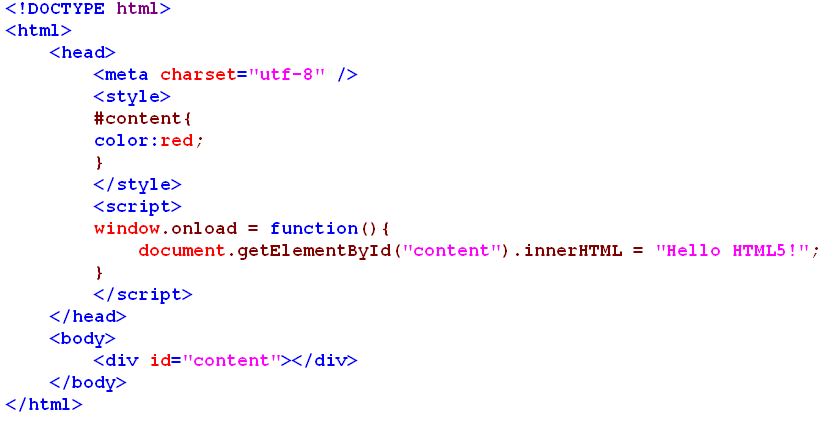 <!DOCTYPE html>
<html>
    <head>
        <meta charset="utf-8" />
        <style>
        #content{
        color:red;
        }
        </style>
        <script>
        window.onload = function(){
            document.getElementById("content").innerHTML = "Hello HTML5!";
        }
        </script>
    </head>
    <body>
        <div id="content"></div>
    </body>
</html>